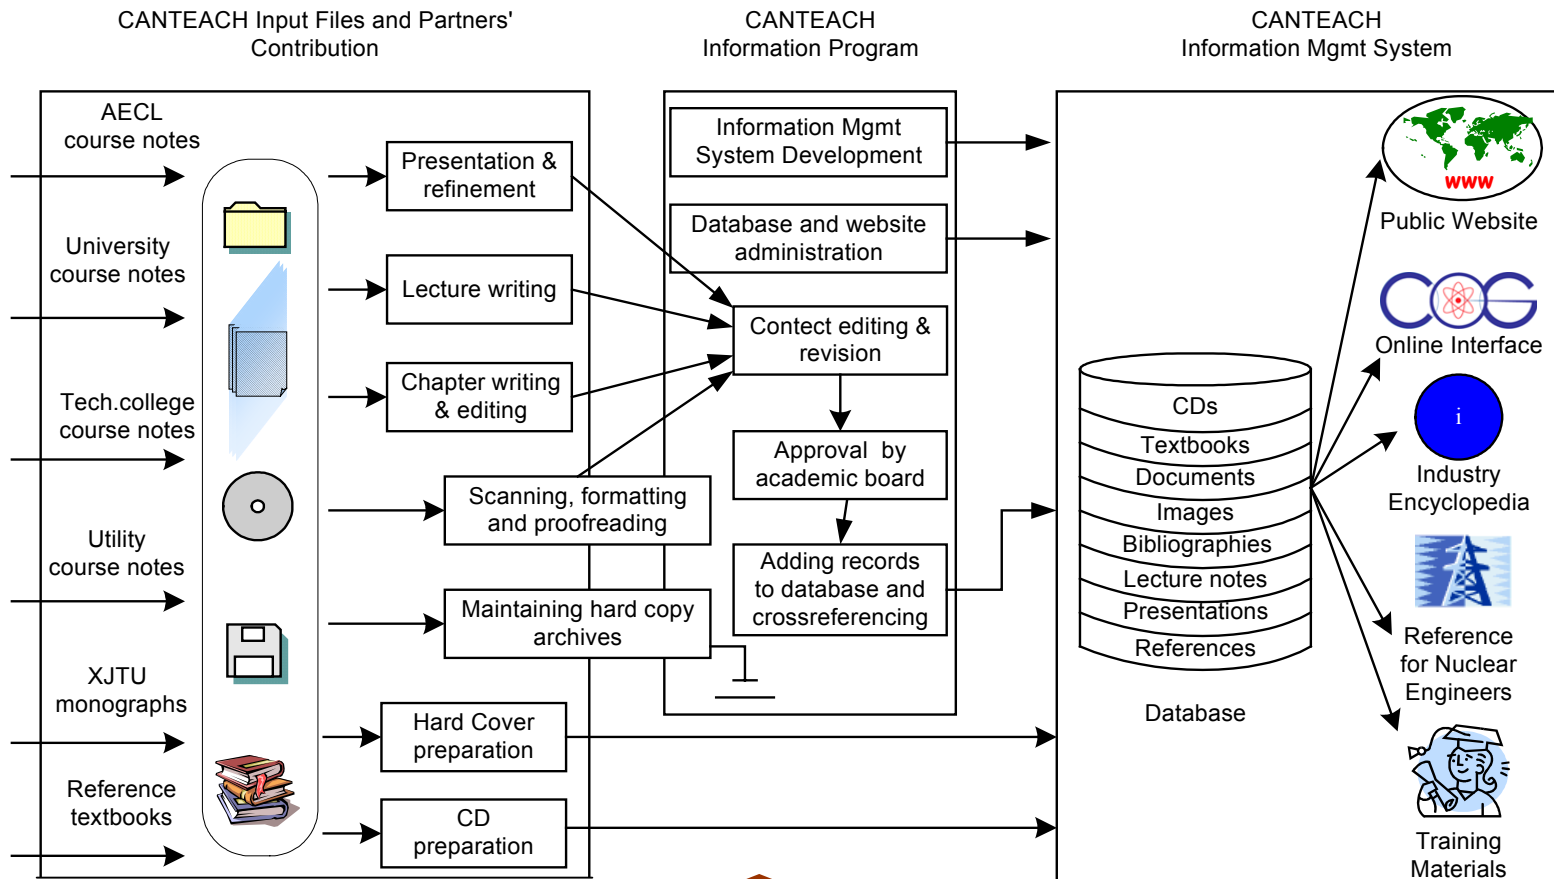 CANTEACH Input Files and Partners'
Contribution
CANTEACH
Information Program
CANTEACH
Information Mgmt System
AECL
course notes
University
course notes
Tech.college
course notes
Utility
course notes
XJTU
monographs
Reference
textbooks
Presentation &
refinement
Lecture writing
Chapter writing
& editing
Scanning, formatting
and proofreading
Maintaining hard copy
archives
Hard Cover
preparation
CD
preparation
Information Mgmt
System Development
Database and website
administration
Contect editing &
revision
Approval by
academic board
Adding records
to database and
crossreferencing
CDs
Textbooks
Documents
Images
Bibliographies
Lecture notes
Presentations
References
Database
www
Public Website
COG
Online Interface
i
Industry
Encyclopedia
Reference
for Nuclear
Engineers
Training
Materials